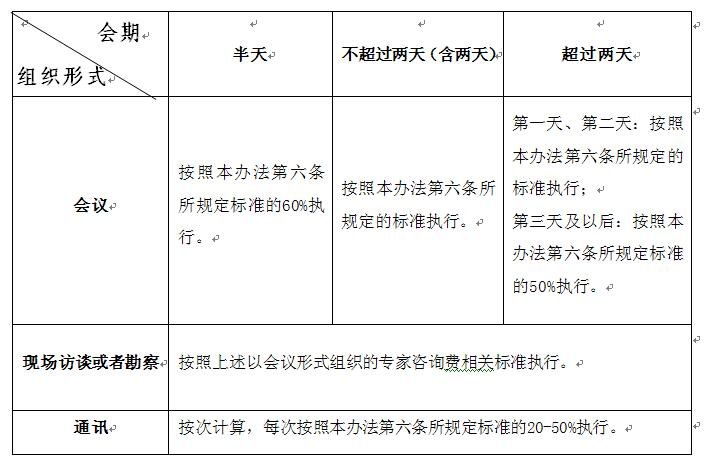 会期
组织形式
半天
不超过两天（含两天）
超过两天
会议
按照本办法第六条
所规定标准的60%执
行。
按照本办法第六条所
规定的标准执行。
第一天、第二天：按照
本办法第六条所规定的
标准执行；
第三天及以后：按照本
办法第六条所规定标准
的50%执行。
现场访谈或者勘察
按照上述以会议形式组织的专家咨询费相关标准执行。
通讯
按次计算，每次按照本办法第六条所规定标准的20-50%执行。